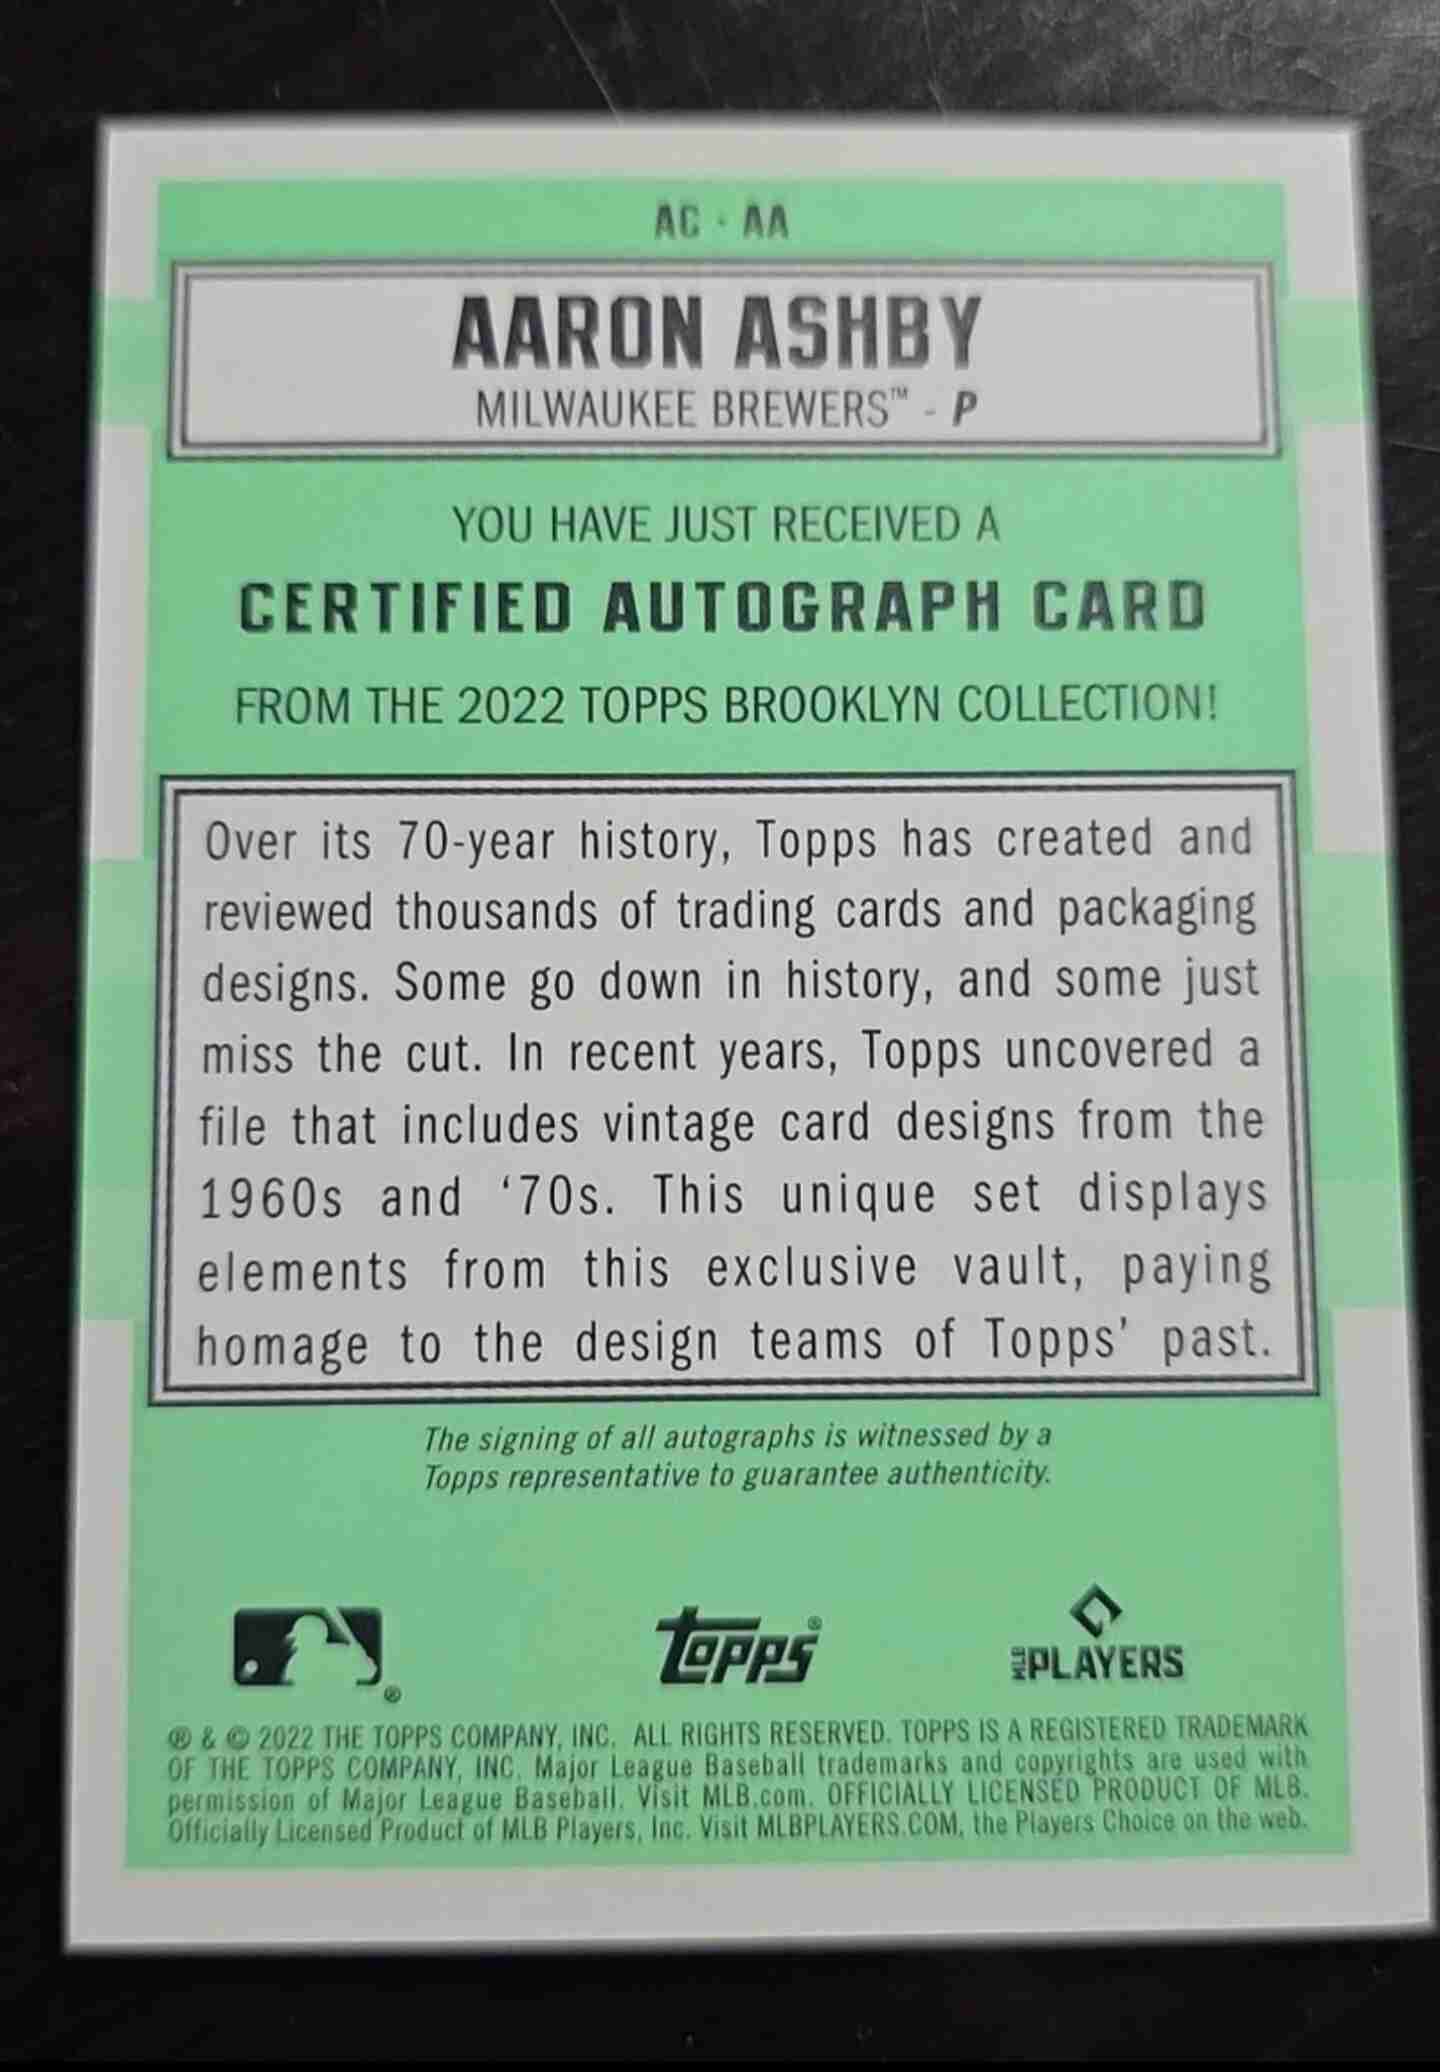 AC - AA
AARON ASHBY
MILWAUKEE BREWERS™ - P
YOU HAVE JUST RECEIVED A
CERTIFIED AUTOGRAPH CARD
FROM THE 2022 TOPPS BROOKLYN COLLECTION!
Over its 70-year history, Topps has created and
reviewed thousands of trading cards and packaging
designs. Some go down in history, and some just
miss the cut. In recent years, Topps uncovered a
file that includes vintage card designs from the
1960s and ‘70s. This unique set displays
elements from this exclusive vault, paying
homage to the design teams of Topps’ past.
The signing of all autographs is witnessed by a
Topps representative to guarantee authenticity.
®
topps®
MLB PLAYERS
® & © 2022 THE TOPPS COMPANY, INC. ALL RIGHTS RESERVED. TOPPS IS A REGISTERED TRADEMARK
OF THE TOPPS COMPANY, INC. Major League Baseball trademarks and copyrights are used with
permission of Major League Baseball. Visit MLB.com. OFFICIALLY LICENSED PRODUCT OF MLB.
Officially Licensed Product of MLB Players, Inc. Visit MLBPLAYERS.COM, the Players Choice on the web.